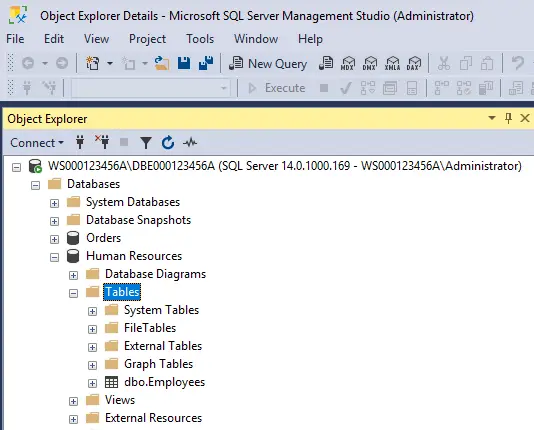 Object Explorer Details - Microsoft SQL Server Management Studio (Administrator)
File Edit View Project Tools Window Help
New Query MDX DMX XMLA DAX
Execute
Object Explorer
Connect
WS000123456A\DBE000123456A (SQL Server 14.0.1000.169 - WS000123456A\Administrator)
Databases
System Databases
Database Snapshots
Orders
Human Resources
Database Diagrams
Tables
System Tables
FileTables
External Tables
Graph Tables
dbo.Employees
Views
External Resources